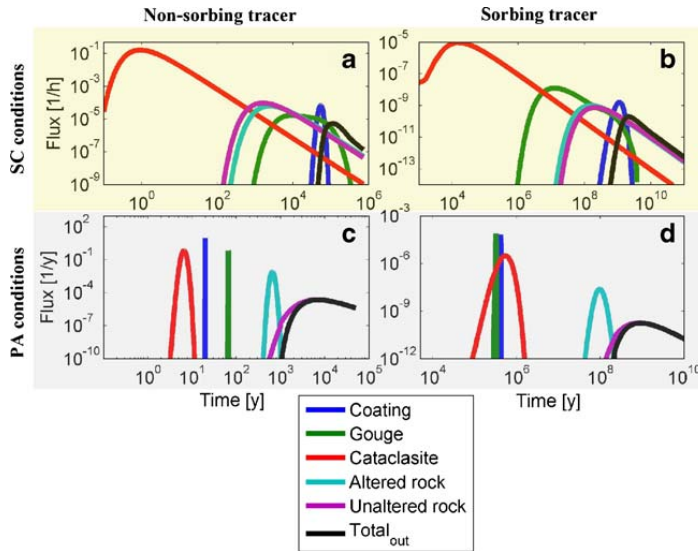 Non-sorbing tracer
Sorbing tracer
SC conditions
Flux [1/h]
10^-1
10^-3
10^-5
10^-7
10^-9
a
10^0
10^2
10^4
10^6
10^-5
10^-7
10^-9
10^-11
10^-13
b
10^4
10^6
10^8
10^10
PA conditions
Flux [1/y]
10^2
10^-1
10^-4
10^-7
10^-10
c
10^0
10^1
10^2
10^3
10^4
10^5
Time [y]
10^-3
10^-6
10^-9
10^-12
d
10^4
10^6
10^8
10^10
Time [y]
Coating
Gouge
Cataclasite
Altered rock
Unaltered rock
Total_out